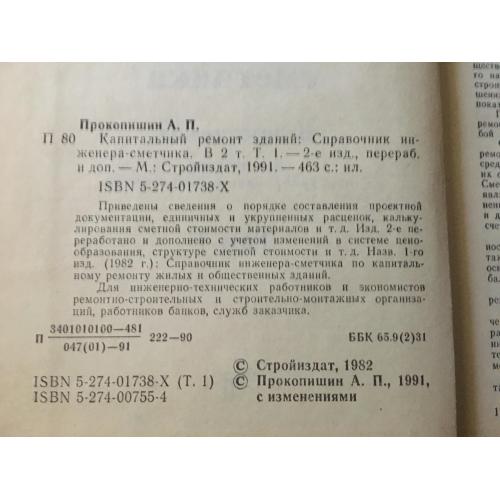 Прокопишин А. П.
П 80 Капитальный ремонт зданий: Справочник ин-
женера-сметчика. В 2 т. Т. 1.— 2-е изд., перераб.
и доп. — М.: Стройиздат, 1991. — 463 с.: ил.
ISBN 5-274-01738-X
Приведены сведения о порядке составления проектной
документации, единичных и укрупненных расценок, кальку-
лирования сметной стоимости материалов и т. д. Изд. 2-е пе-
реработано и дополнено с учетом изменений в системе цено-
образования, структуре сметной стоимости и т. д. Назв. 1-го
изд. (1982 г.); Справочник инженера-сметчика по капиталь-
ному ремонту жилых и общественных зданий.
Для инженерно-технических работников и экономистов
ремонтно-строительных и строительно-монтажных организа-
ций, работников банков, служб заказчика.
П 3401010100—481
047(01)—91
222—90 ББК 65.9(2)31
© Стройиздат, 1982
ISBN 5-274-01738-X (Т. 1) © Прокопишин А. П., 1991,
ISBN 5-274-00755-4 с изменениями